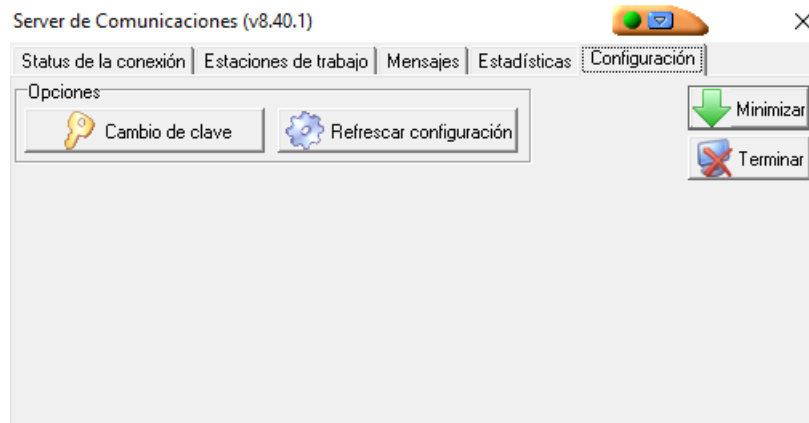 Server de Comunicaciones (v8.40.1)
Status de la conexión Estaciones de trabajo Mensajes Estadísticas Configuración
Opciones
Cambio de clave Refrescar configuración
Minimizar
Terminar